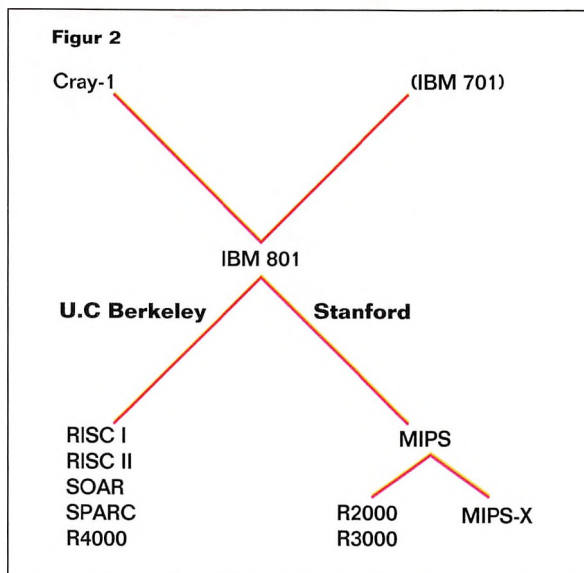 Figur 2
Cray-1
(IBM 701)
IBM 801
U.C Berkeley
Stanford
RISC I
RISC II
SOAR
SPARC
R4000
MIPS
R2000
R3000
MIPS-X